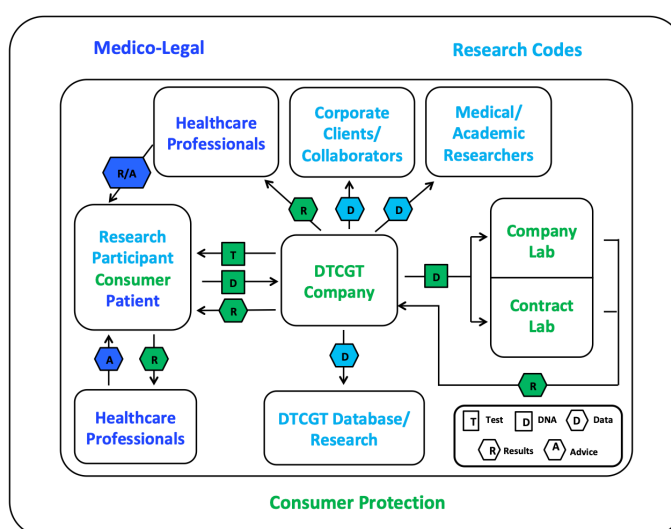 Medico-Legal
Research Codes
Healthcare
Professionals
Corporate
Clients/
Collaborators
Medical/
Academic
Researchers
R/A
R
D
D
Research
Participant
Consumer
Patient
T
D
R
DTCGT
Company
D
Company
Lab
Contract
Lab
A
R
D
R
Healthcare
Professionals
DTCGT Database/
Research
T Test
D DNA
D Data
R Results
A Advice
Consumer Protection